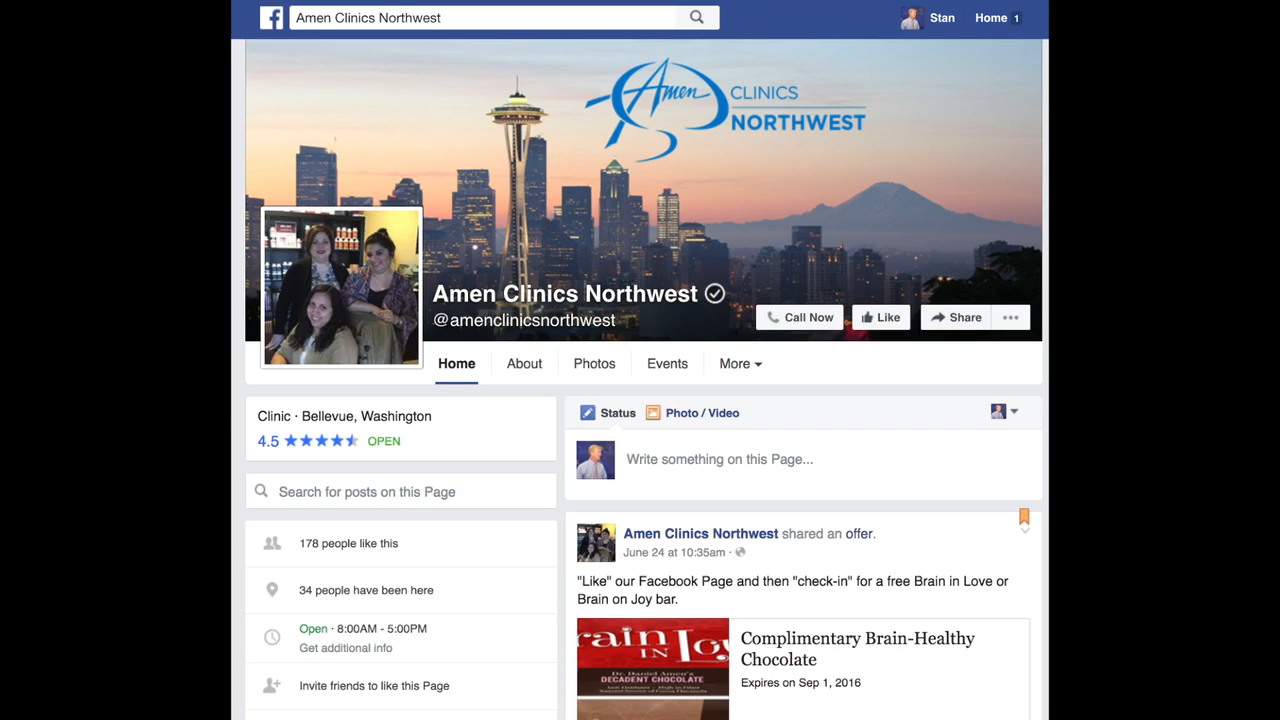 Amen Clinics Northwest
Stan
Home 1
Amen CLINICS
NORTHWEST
Amen Clinics Northwest
@amenclinicsnorthwest
Call Now
Like
Share
Home
About
Photos
Events
More
Clinic · Bellevue, Washington
4.5
OPEN
Search for posts on this Page
178 people like this
34 people have been here
Open · 8:00AM - 5:00PM
Get additional info
Invite friends to like this Page
Status
Photo / Video
Write something on this Page...
Amen Clinics Northwest shared an offer.
June 24 at 10:35am ·
"Like" our Facebook Page and then "check-in" for a free Brain in Love or
Brain on Joy bar.
IN
Dr. Daniel Amen's
DECADENT CHOCOLATE
Complimentary Brain-Healthy
Chocolate
Expires on Sep 1, 2016